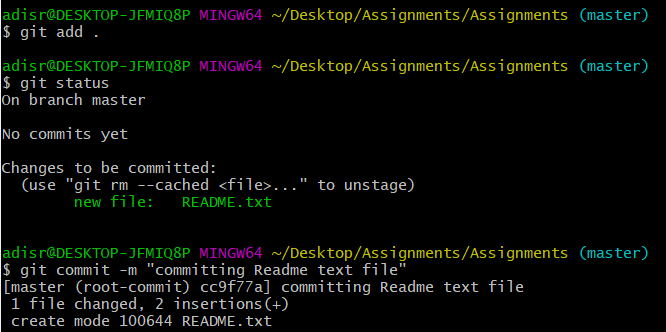 adisr@DESKTOP-JFMIQ8P MINGW64 ~/Desktop/Assignments/Assignments (master)
$ git add .
adisr@DESKTOP-JFMIQ8P MINGW64 ~/Desktop/Assignments/Assignments (master)
$ git status
On branch master
No commits yet
Changes to be committed:
  (use "git rm --cached <file>..." to unstage)
        new file:   README.txt
adisr@DESKTOP-JFMIQ8P MINGW64 ~/Desktop/Assignments/Assignments (master)
$ git commit -m "committing Readme text file"
[master (root-commit) cc9f77a] committing Readme text file
 1 file changed, 2 insertions(+)
 create mode 100644 README.txt